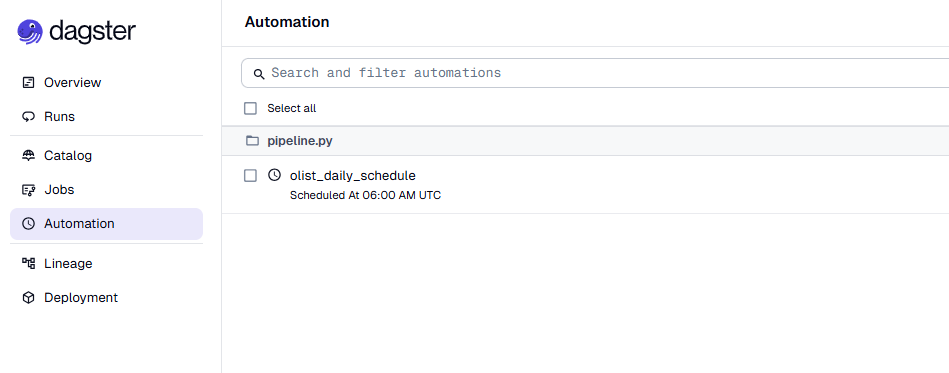 dagster
Overview
Runs
Catalog
Jobs
Automation
Lineage
Deployment
Automation
Search and filter automations
Select all
pipeline.py
olist_daily_schedule
Scheduled At 06:00 AM UTC